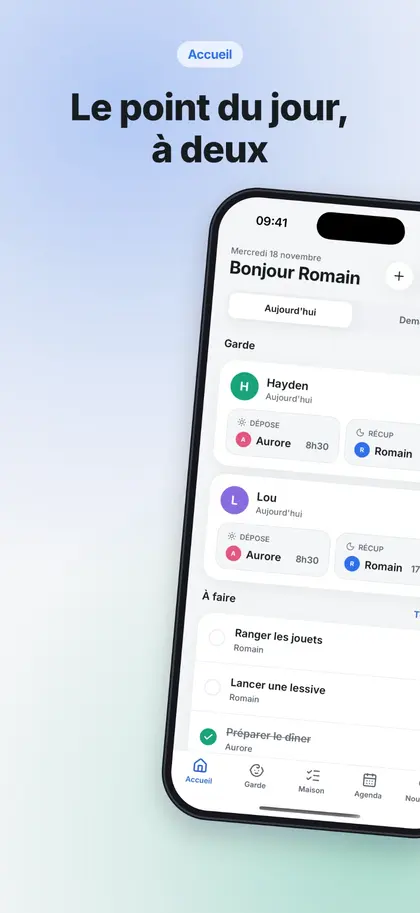 Accueil
Le point du jour,
à deux
09:41
Mercredi 18 novembre
Bonjour Romain
Aujourd'hui
Garde
H
Hayden
Aujourd'hui
DÉPOSE
A Aurore 8h30
RÉCUP
R Romain
L
Lou
Aujourd'hui
DÉPOSE
A Aurore 8h30
RÉCUP
R Romain 17
À faire
Ranger les jouets
Romain
Lancer une lessive
Romain
Préparer le dîner
Aurore
Accueil Garde Maison Agenda